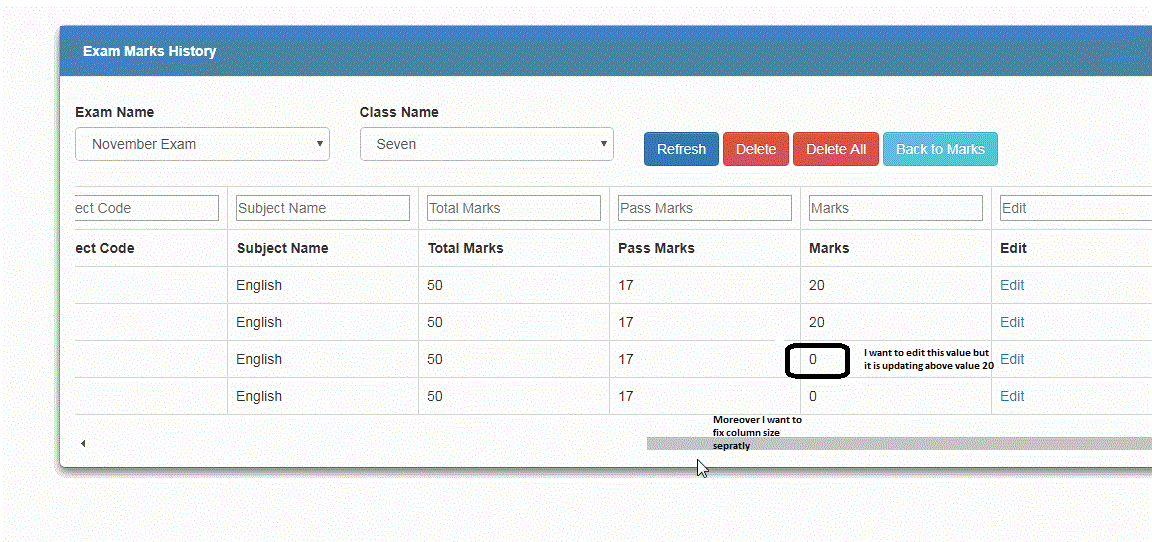 Exam Marks History
Exam Name Class Name
November Exam Seven Refresh Delete Delete All Back to Marks
ect Code Subject Name Total Marks Pass Marks Marks Edit
ect Code Subject Name Total Marks Pass Marks Marks Edit
English 50 17 20 Edit
English 50 17 20 Edit
English 50 17 0 Edit
I want to edit this value but
it is updating above value 20
English 50 17 0 Edit
Moreover I want to
fix column size
sepratly